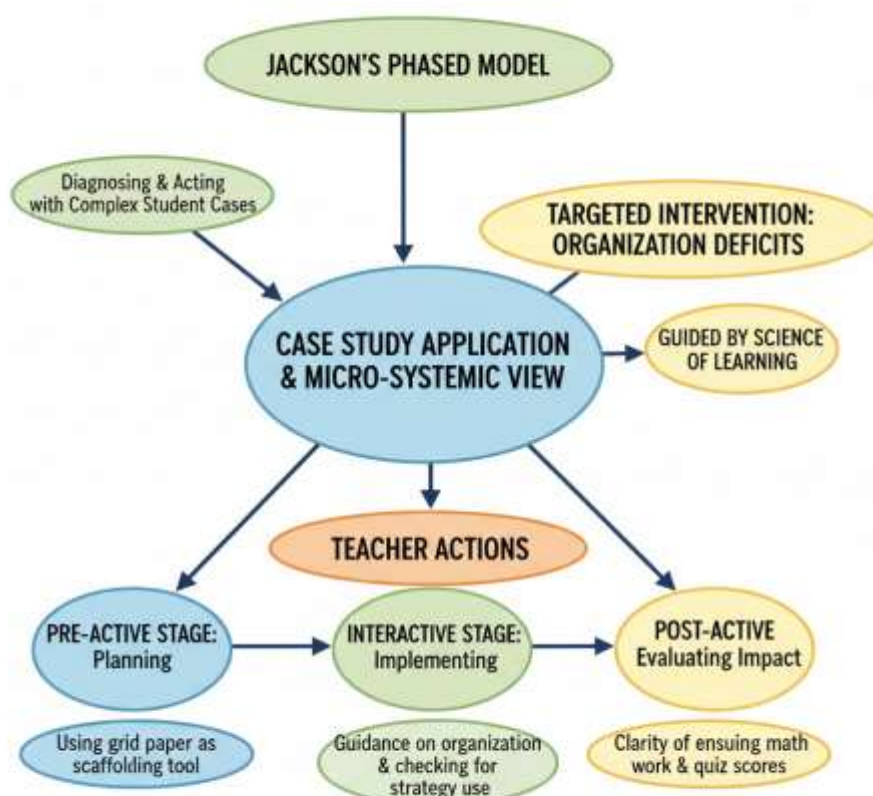 JACKSON'S PHASED MODEL
Diagnosing & Acting
with Complex Student Cases
TARGETED INTERVENTION:
ORGANIZATION DEFICITS
CASE STUDY APPLICATION
& MICRO-SYSTEMIC VIEW
GUIDED BY SCIENCE
OF LEARNING
TEACHER ACTIONS
PRE-ACTIVE STAGE:
Planning
INTERACTIVE STAGE:
Implementing
POST-ACTIVE
Evaluating Impact
Using grid paper as
scaffolding tool
Guidance on organization
& checking for
strategy use
Clarity of ensuing math
work & quiz scores